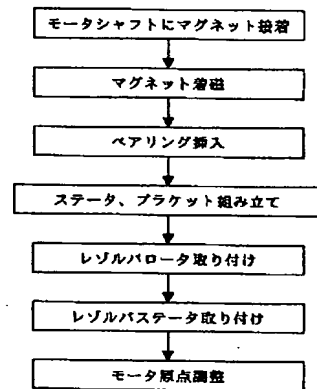 モータシャフトにマグネット接着
マグネット着磁
ベアリング挿入
ステータ、ブラケット組み立て
レゾルバロータ取り付け
レゾルバステータ取り付け
モータ原点調整